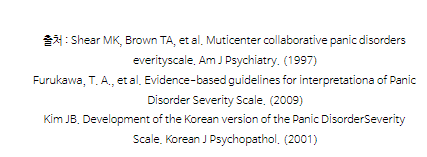 출처 : Shear MK, Brown TA, et al. Muticenter collaborative panic disorders
everityscale. Am J Psychiatry. (1997)
Furukawa, T. A., et al. Evidence-based guidelines for interpretationa of Panic
Disorder Severity Scale. (2009)
Kim JB. Development of the Korean version of the Panic DisorderSeverity
Scale. Korean J Psychopathol. (2001)